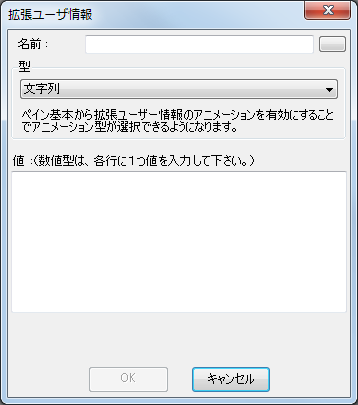 拡張ユーザ情報
名前：
型
文字列
ペイン基本から拡張ユーザー情報のアニメーションを有効にすること
でアニメーション型が選択できるようになります。
値：(数値型は、各行に１つ値を入力して下さい。)
OK
キャンセル